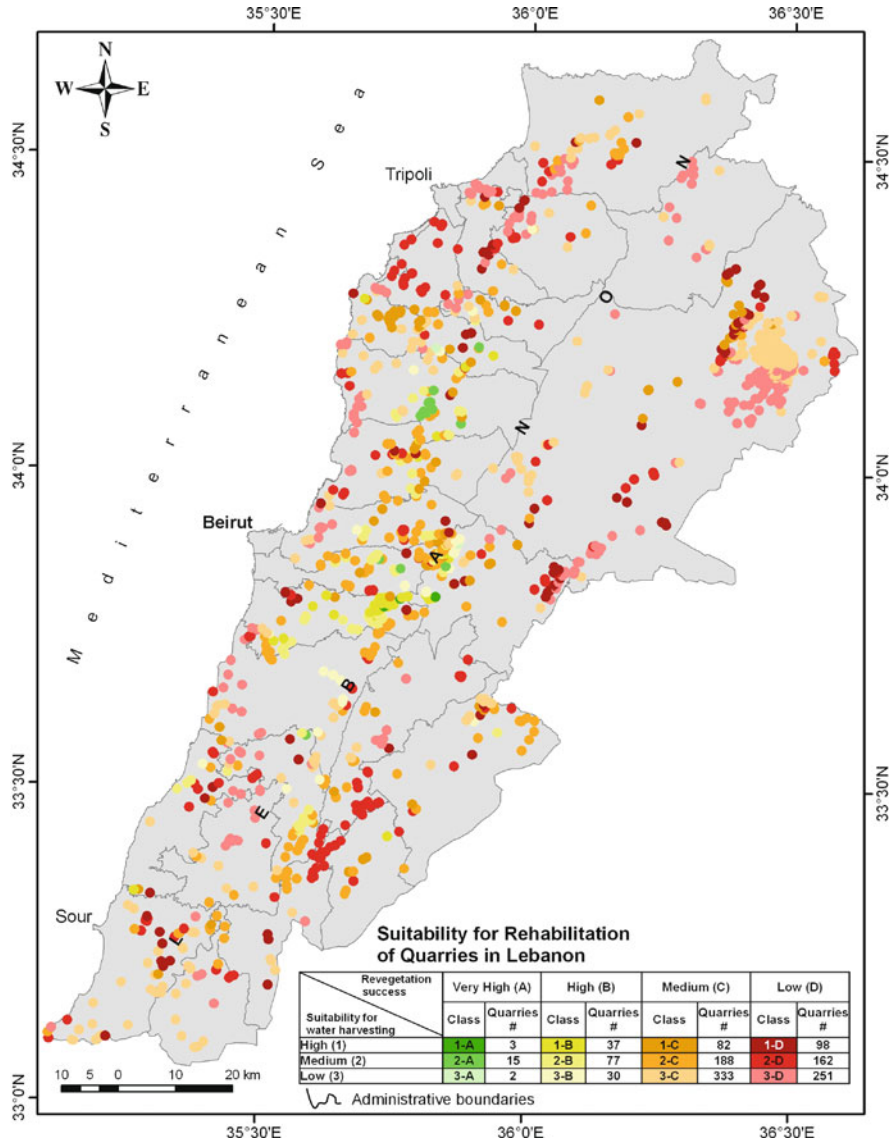 35°30'E 36°0'E 36°30'E
N
W E
S
34°30'N 34°30'N
Tripoli
Mediterranean Sea
LEBANON
34°0'N 34°0'N
Beirut
33°30'N 33°30'N
Sour
Suitability for Rehabilitation
of Quarries in Lebanon
Revegetation
success
Very High (A) High (B) Medium (C) Low (D)
Suitability for
water harvesting
Class Quarries # Class Quarries # Class Quarries # Class Quarries #
High (1) 1-A 3 1-B 37 1-C 82 1-D 98
Medium (2) 2-A 15 2-B 77 2-C 188 2-D 162
Low (3) 3-A 2 3-B 30 3-C 333 3-D 251
10 5 0 10 20 km
Administrative boundaries
33°0'N 33°0'N
35°30'E 36°0'E 36°30'E